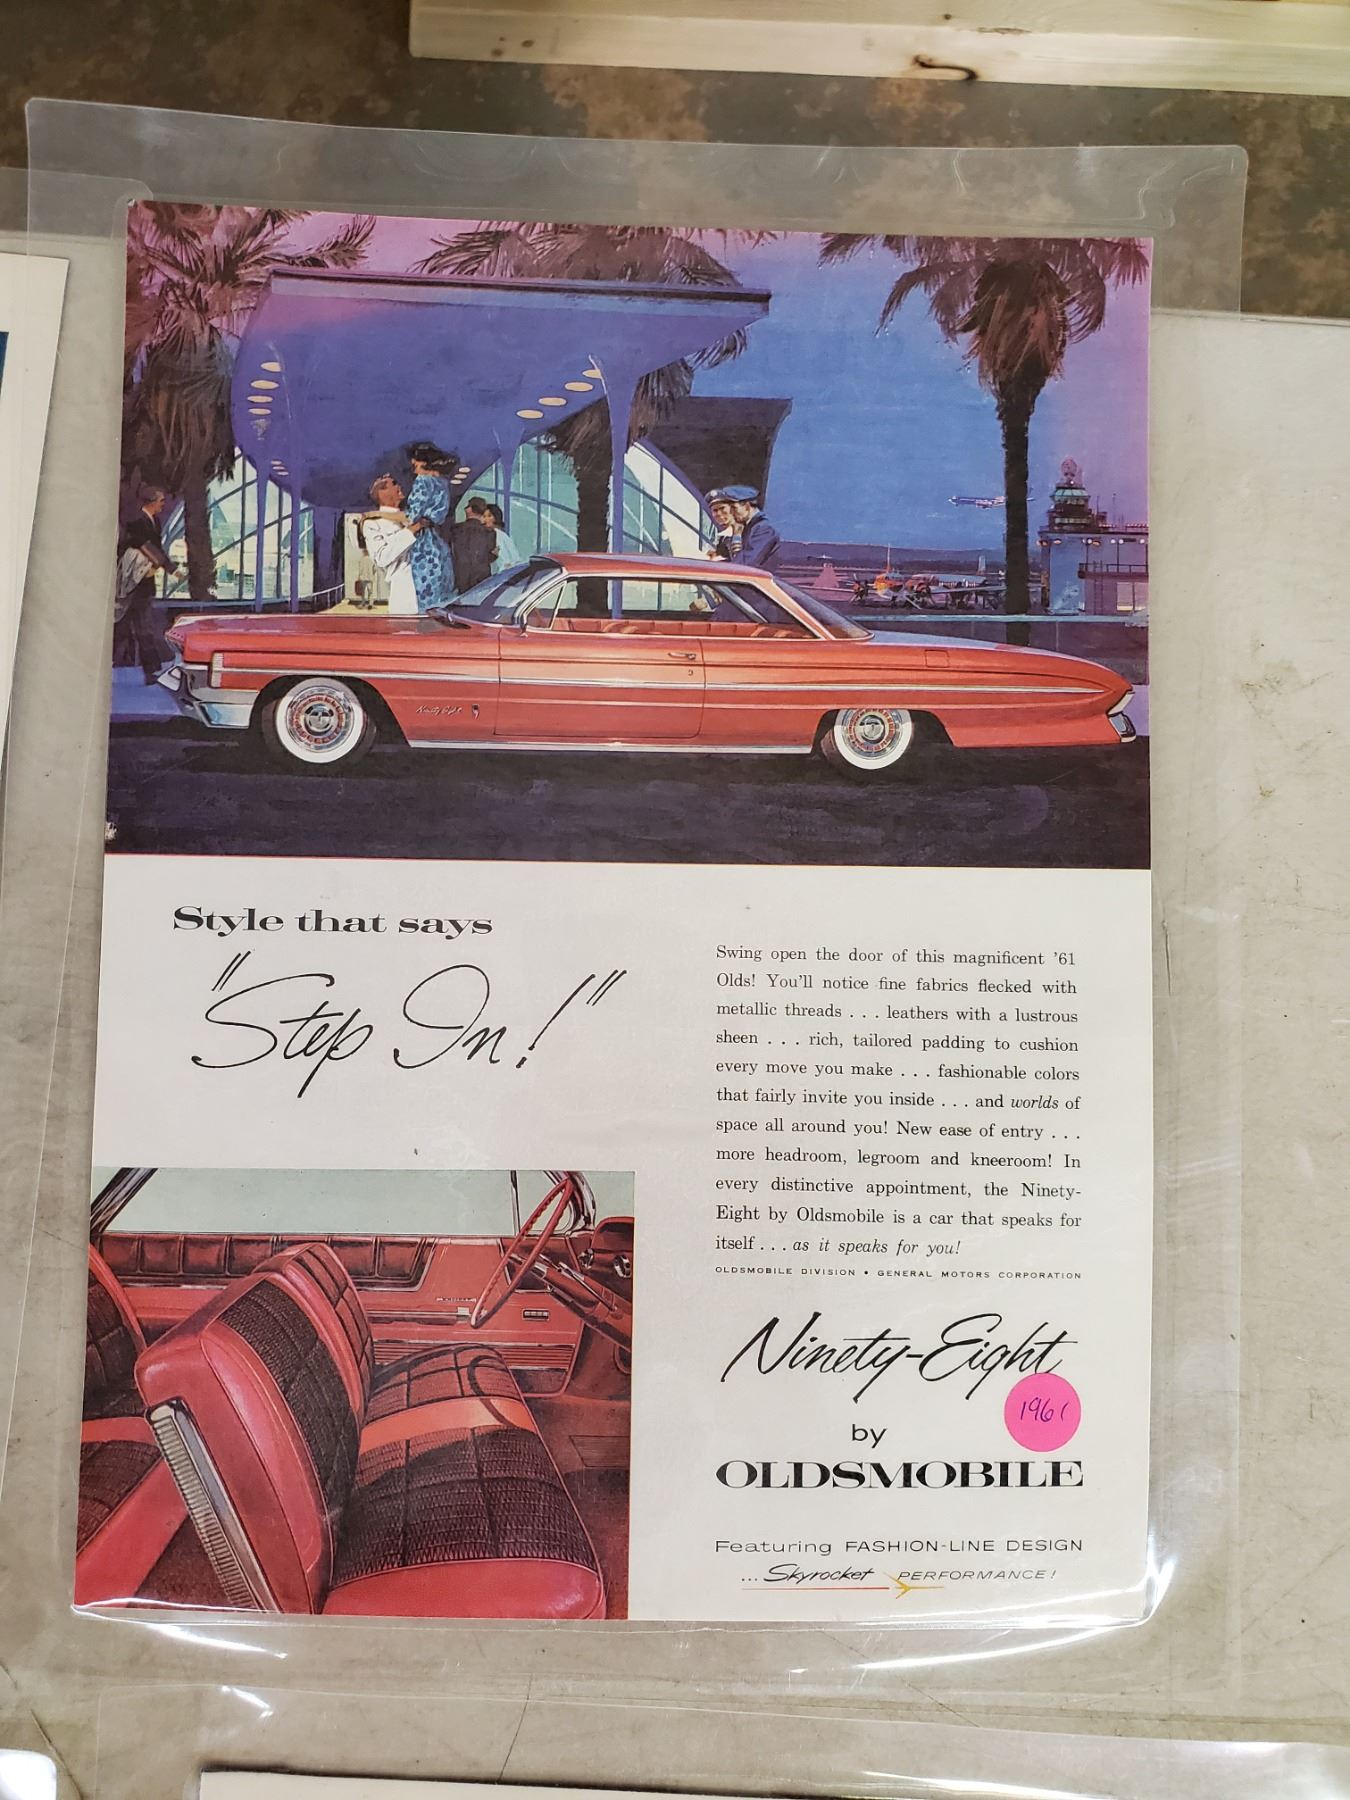 Ninety Eight
Style that says
"Step In!"
Swing open the door of this magnificent '61
Olds! You'll notice fine fabrics flecked with
metallic threads . . . leathers with a lustrous
sheen . . . rich, tailored padding to cushion
every move you make . . . fashionable colors
that fairly invite you inside . . . and worlds of
space all around you! New ease of entry . . .
more headroom, legroom and kneeroom! In
every distinctive appointment, the Ninety-
Eight by Oldsmobile is a car that speaks for
itself . . . as it speaks for you!
OLDSMOBILE DIVISION • GENERAL MOTORS CORPORATION
Ninety-Eight
1961
by
OLDSMOBILE
Featuring FASHION-LINE DESIGN
... Skyrocket PERFORMANCE!